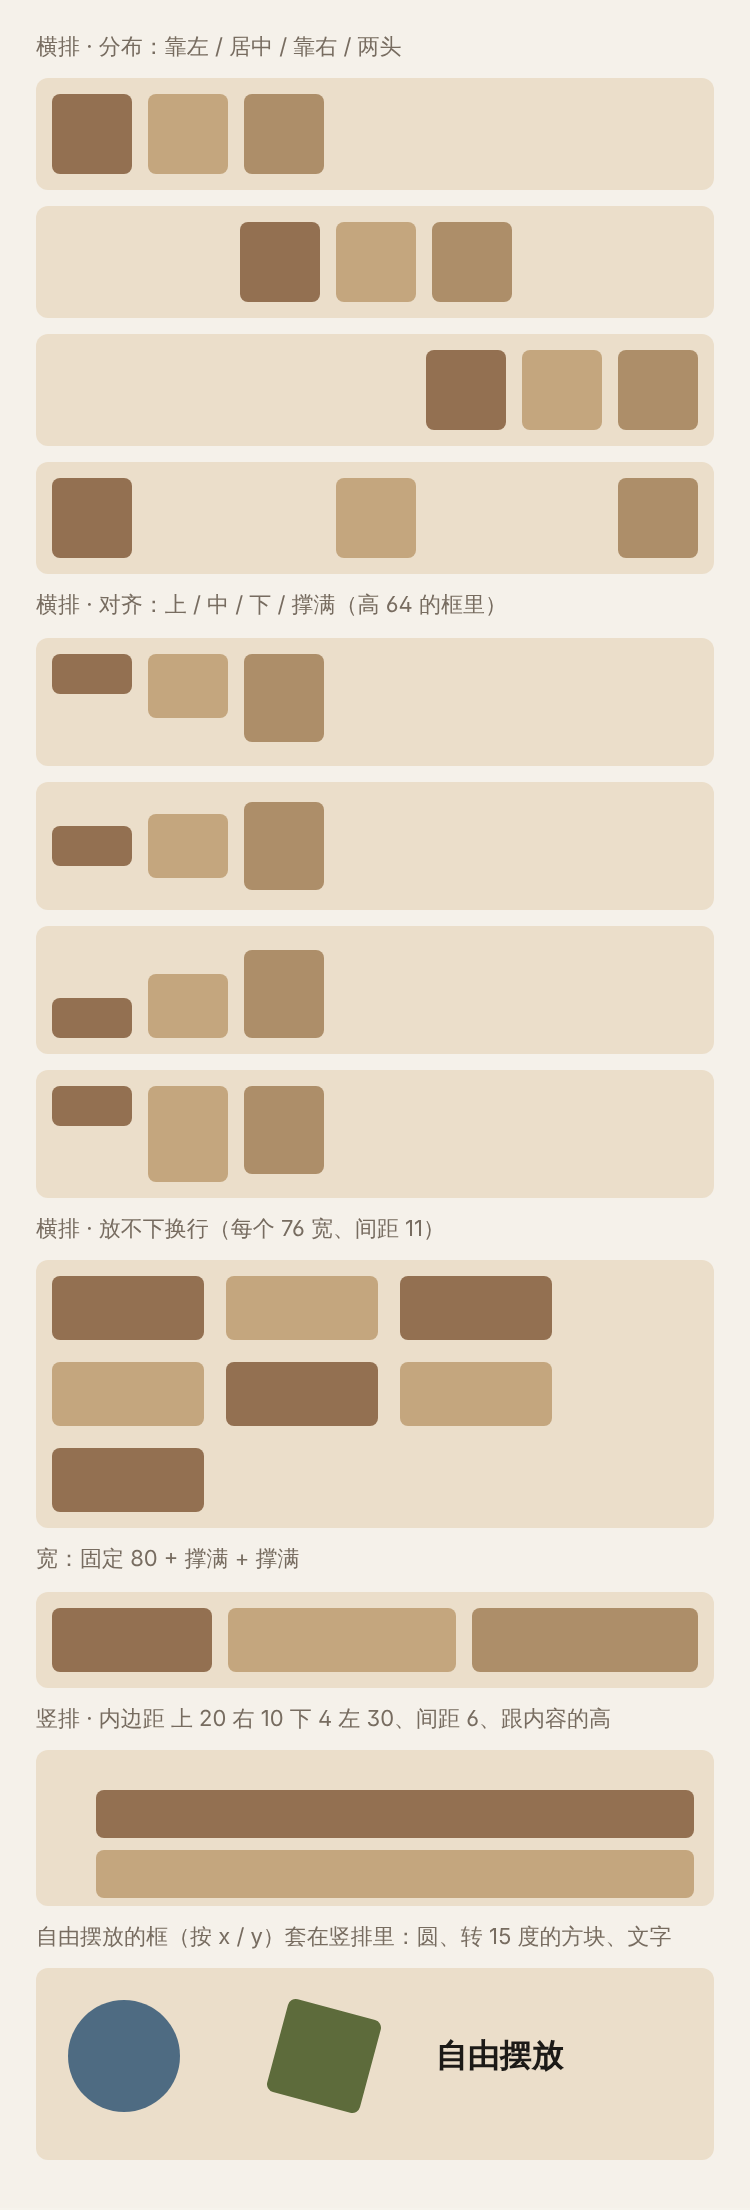 横排 · 分布：靠左 / 居中 / 靠右 / 两头
横排 · 对齐：上 / 中 / 下 / 撑满（高 64 的框里）
横排 · 放不下换行（每个 76 宽、间距 11）
宽：固定 80 + 撑满 + 撑满
竖排 · 内边距 上 20 右 10 下 4 左 30、间距 6、跟内容的高
自由摆放的框（按 x / y）套在竖排里：圆、转 15 度的方块、文字
自由摆放